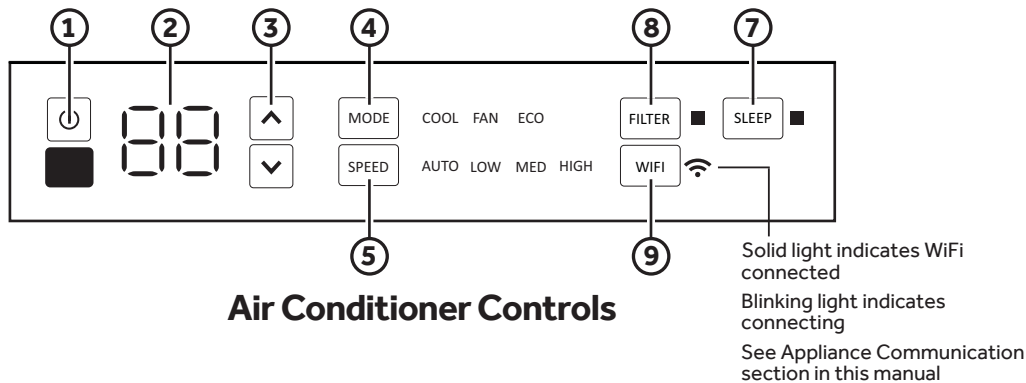 1 2 3 4 8 7
88
MODE COOL FAN ECO FILTER SLEEP
SPEED AUTO LOW MED HIGH WIFI
5 9
Air Conditioner Controls
Solid light indicates WiFi
connected
Blinking light indicates
connecting
See Appliance Communication
section in this manual